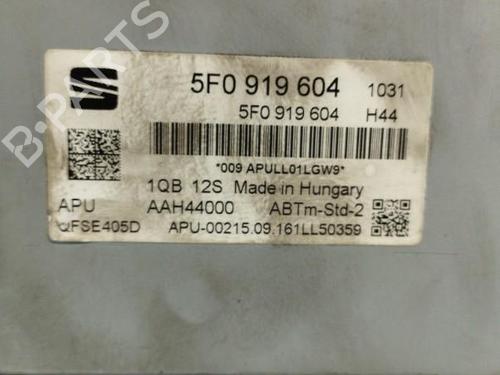 5F0 919 604 1031
5F0 919 604 H44
*009 APULL01LGW9*
1QB 12S Made in Hungary
APU AAH44000 ABTm-Std-2
QFSE405D APU-00215.09.161LL50359
B-PARTS